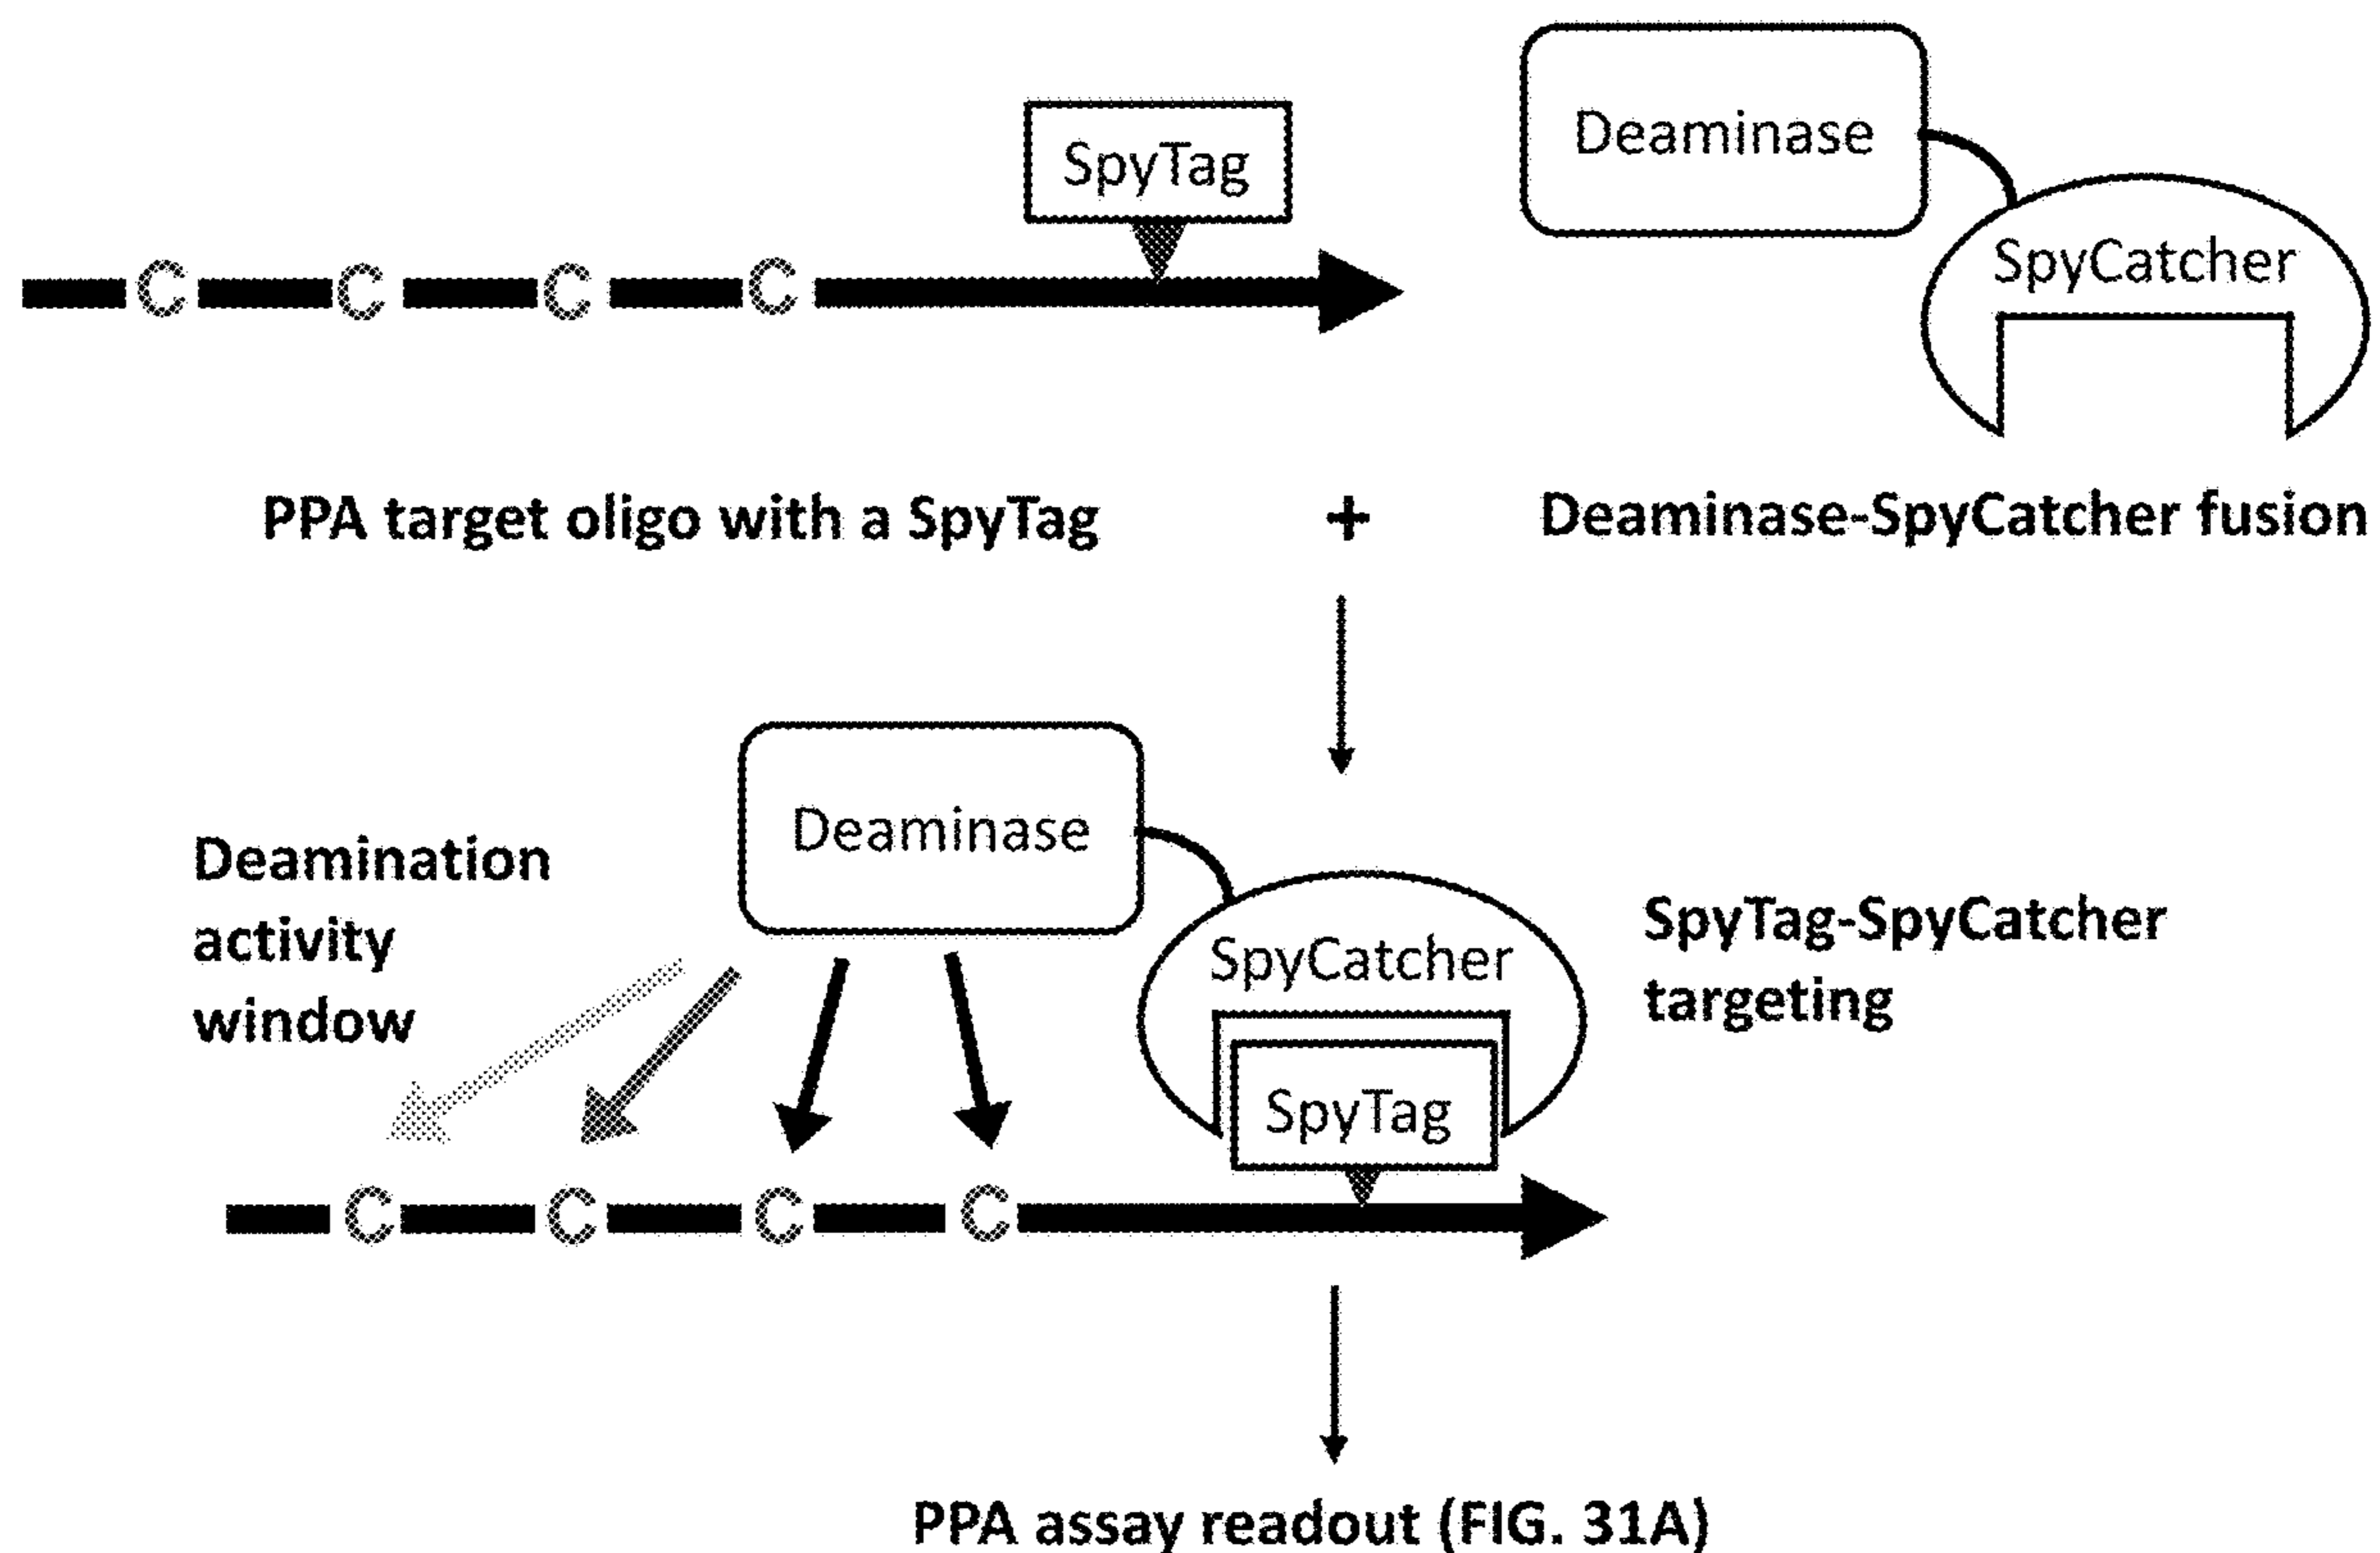 SpyTag
Deaminase
SpyCatcher
C C C C
PPA target oligo with a SpyTag + Deaminase-SpyCatcher fusion
Deaminase
Deamination
activity
window
SpyCatcher
SpyTag-SpyCatcher
targeting
SpyTag
C C C C
PPA assay readout (FIG. 31A)